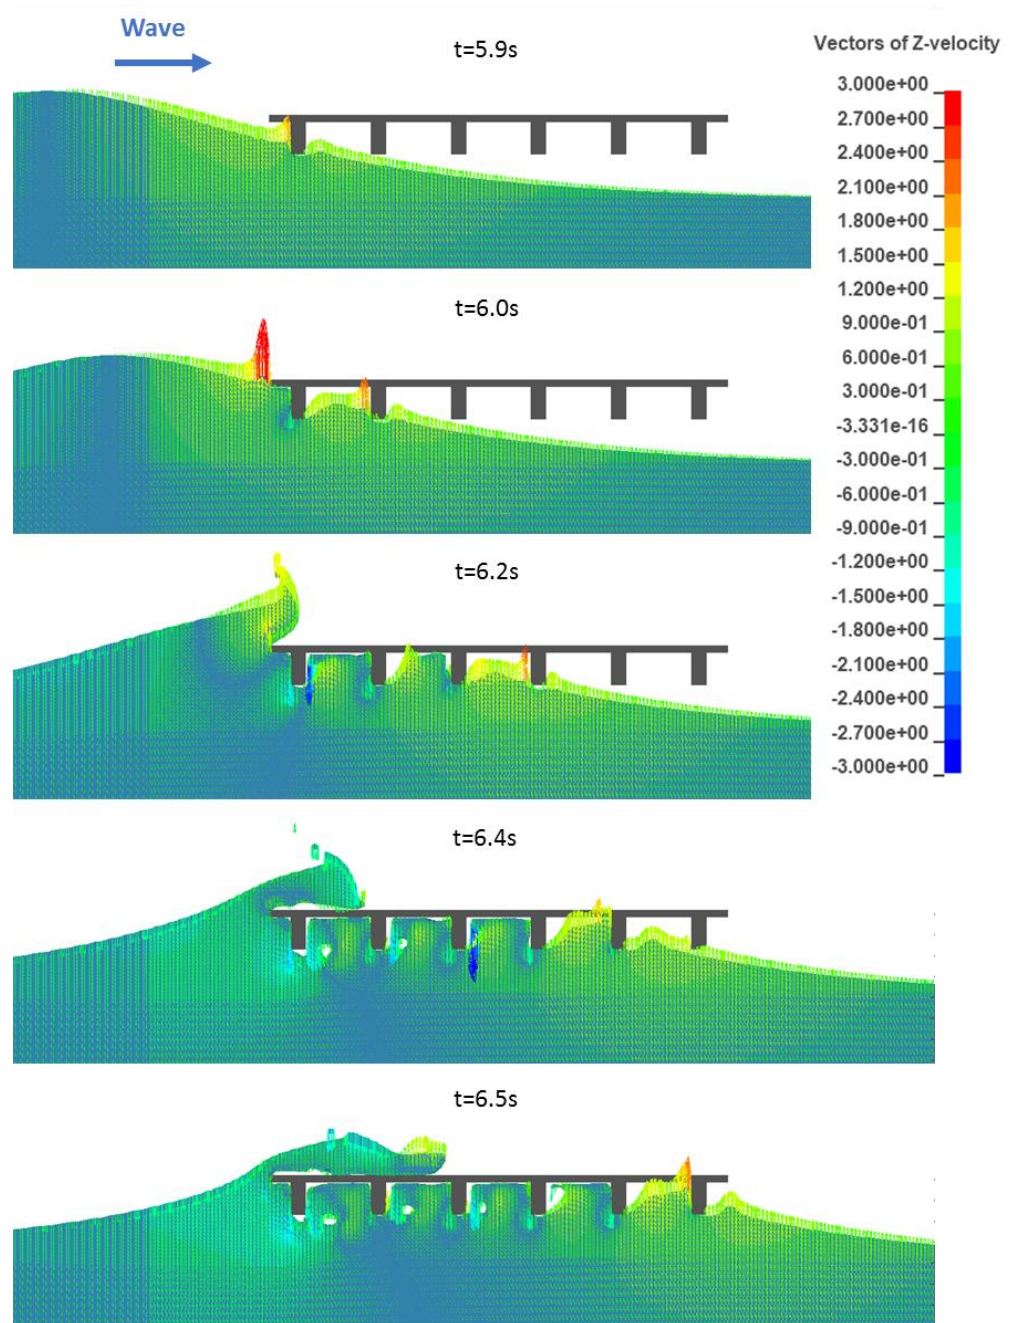 Wave
t=5.9s
Vectors of Z-velocity
3.000e+00
2.700e+00
2.400e+00
2.100e+00
1.800e+00
1.500e+00
1.200e+00
9.000e-01
6.000e-01
3.000e-01
-3.331e-16
-3.000e-01
-6.000e-01
-9.000e-01
-1.200e+00
-1.500e+00
-1.800e+00
-2.100e+00
-2.400e+00
-2.700e+00
-3.000e+00
t=6.0s
t=6.2s
t=6.4s
t=6.5s